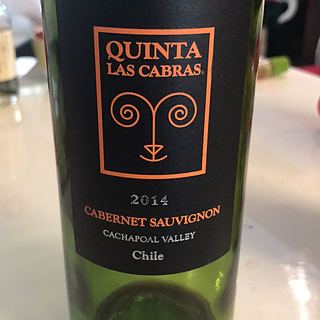 QUINTA
LAS CABRAS
2014
CABERNET SAUVIGNON
CACHAPOAL VALLEY
Chile